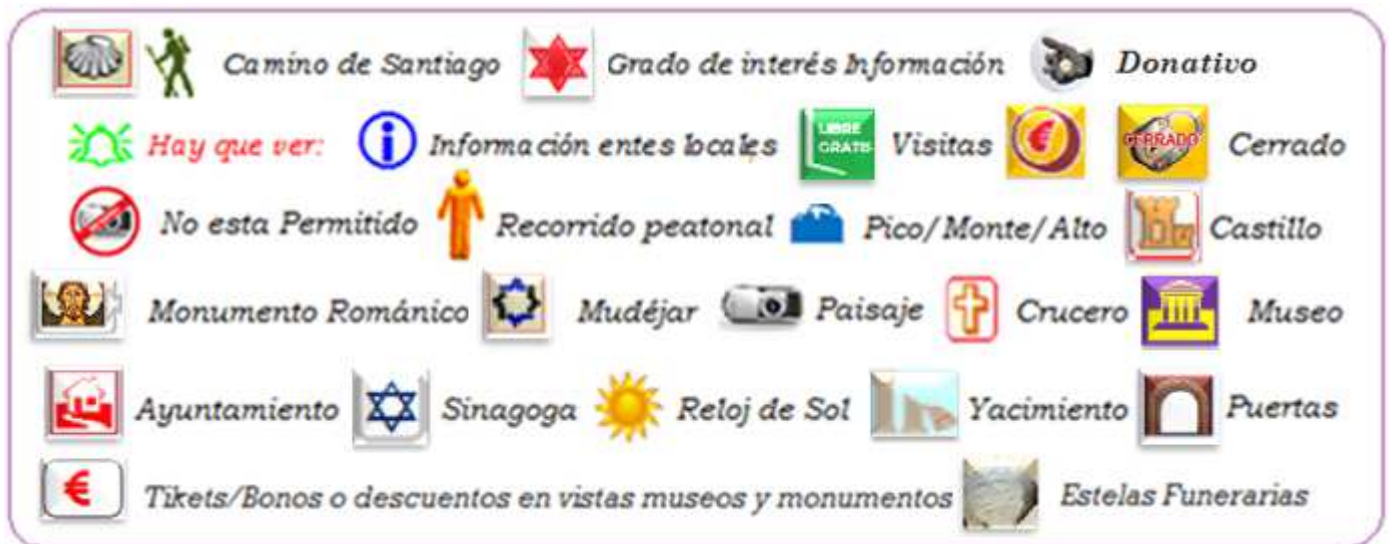 Camino de Santiago Grado de interés Información Donativo
Hay que ver: i Información entes locales LIBRE GRATIS Visitas € CERRADO Cerrado
No esta Permitido Recorrido peatonal Pico/Monte/Alto Castillo
Monumento Románico Mudéjar Paisaje Crucero Museo
Ayuntamiento Sinagoga Reloj de Sol Yacimiento Puertas
€ Tikets/Bonos o descuentos en vistas museos y monumentos Estelas Funerarias